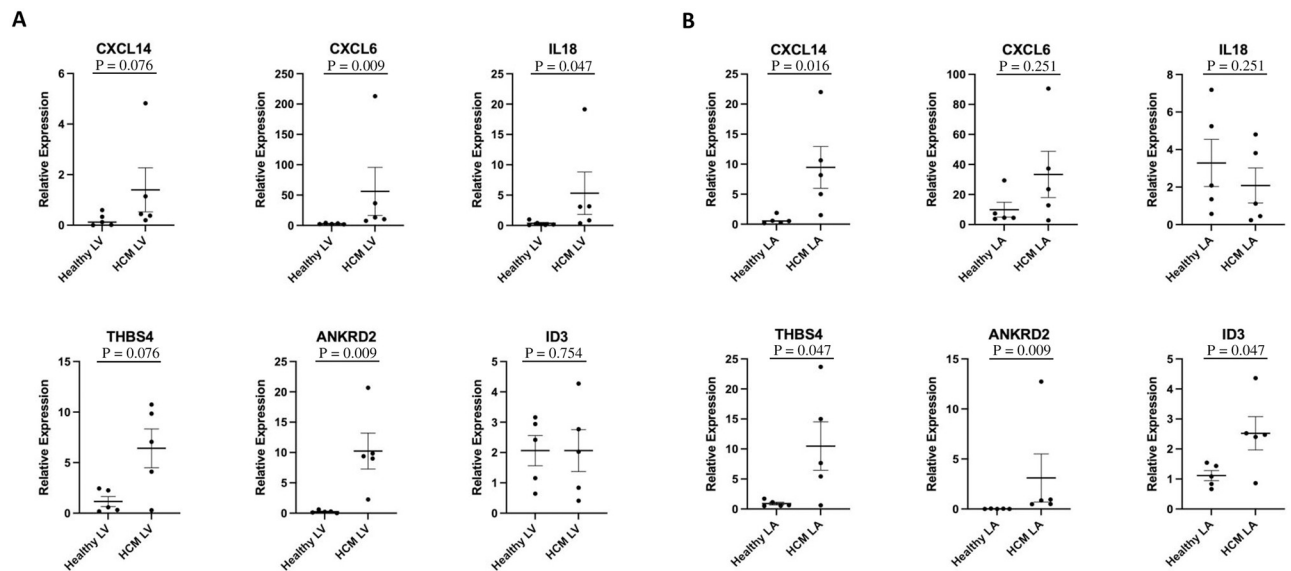 A
B
CXCL14
P = 0.076
Relative Expression
6
4
2
0
Healthy LV
HCM LV
CXCL6
P = 0.009
Relative Expression
250
200
150
100
50
0
Healthy LV
HCM LV
IL18
P = 0.047
Relative Expression
25
20
15
10
5
0
Healthy LV
HCM LV
CXCL14
P = 0.016
Relative Expression
25
20
15
10
5
0
Healthy LA
HCM LA
CXCL6
P = 0.251
Relative Expression
100
80
60
40
20
0
Healthy LA
HCM LA
IL18
P = 0.251
Relative Expression
8
6
4
2
0
Healthy LA
HCM LA
THBS4
P = 0.076
Relative Expression
15
10
5
0
Healthy LV
HCM LV
ANKRD2
P = 0.009
Relative Expression
25
20
15
10
5
0
Healthy LV
HCM LV
ID3
P = 0.754
Relative Expression
5
4
3
2
1
0
Healthy LV
HCM LV
THBS4
P = 0.047
Relative Expression
25
20
15
10
5
0
Healthy LA
HCM LA
ANKRD2
P = 0.009
Relative Expression
15
10
5
0
Healthy LA
HCM LA
ID3
P = 0.047
Relative Expression
5
4
3
2
1
0
Healthy LA
HCM LA